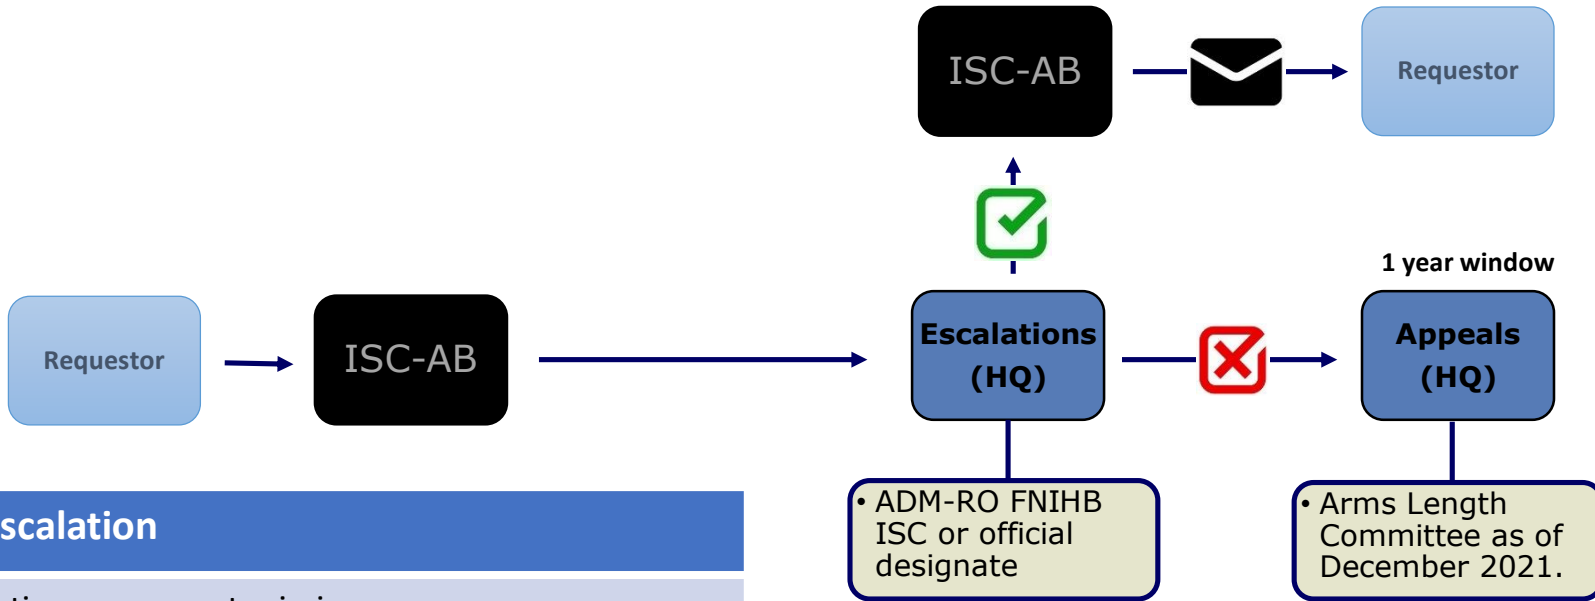 ISC-AB
Requestor
1 year window
Requestor
ISC-AB
Escalations
(HQ)
Appeals
(HQ)
• ADM-RO FNIHB
ISC or official
designate
• Arms Length
Committee as of
December 2021.
scalation